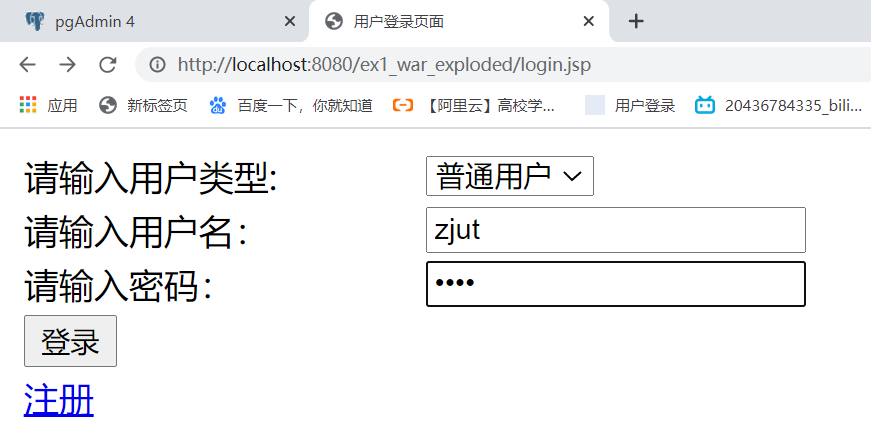 pgAdmin 4 用户登录页面
http://localhost:8080/ex1_war_exploded/login.jsp
应用 新标签页 百度一下，你就知道 【阿里云】高校学... 用户登录 20436784335_bili...
请输入用户类型: 普通用户
请输入用户名： zjut
请输入密码： ••••
登录
注册